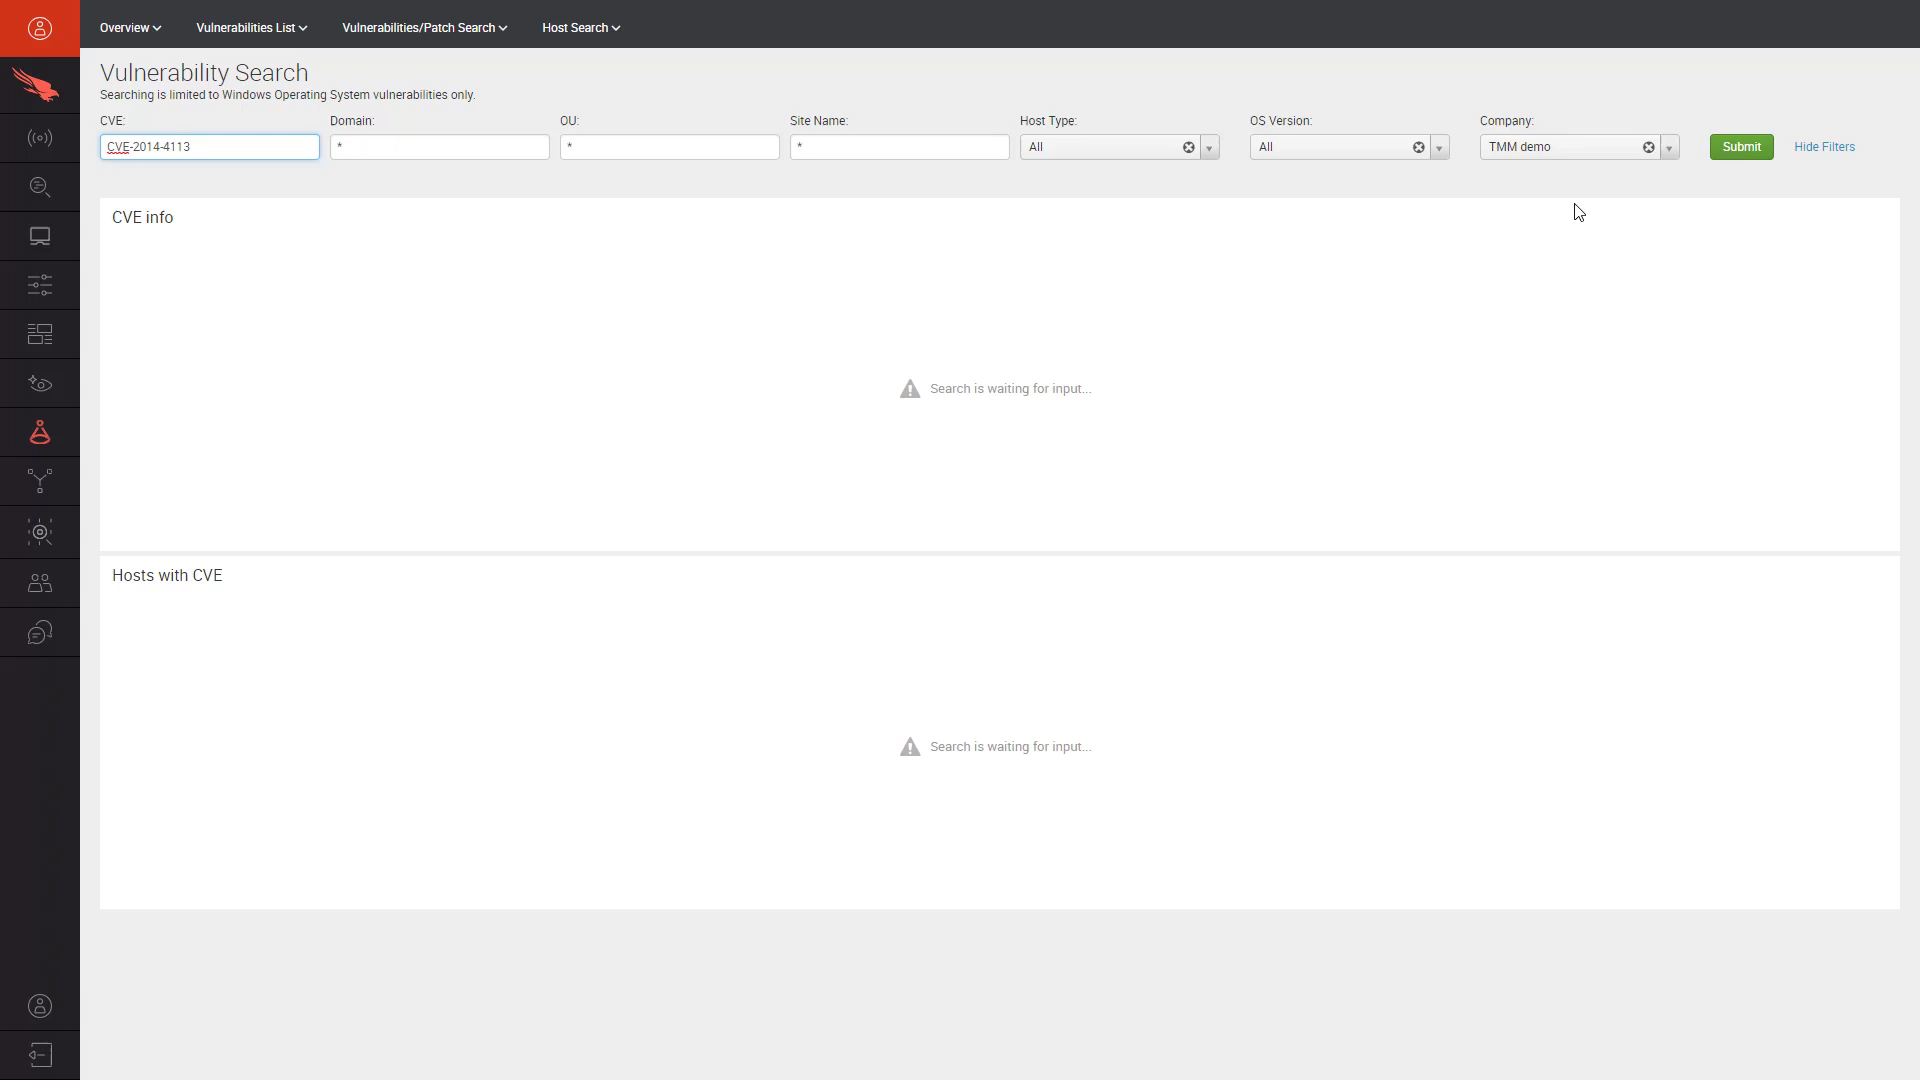 Overview Vulnerabilities List Vulnerabilities/Patch Search Host Search
Vulnerability Search
Searching is limited to Windows Operating System vulnerabilities only.
CVE: Domain: OU: Site Name: Host Type: OS Version: Company:
CVE-2014-4113 * * * All All TMM demo Submit Hide Filters
CVE info
Search is waiting for input...
Hosts with CVE
Search is waiting for input...